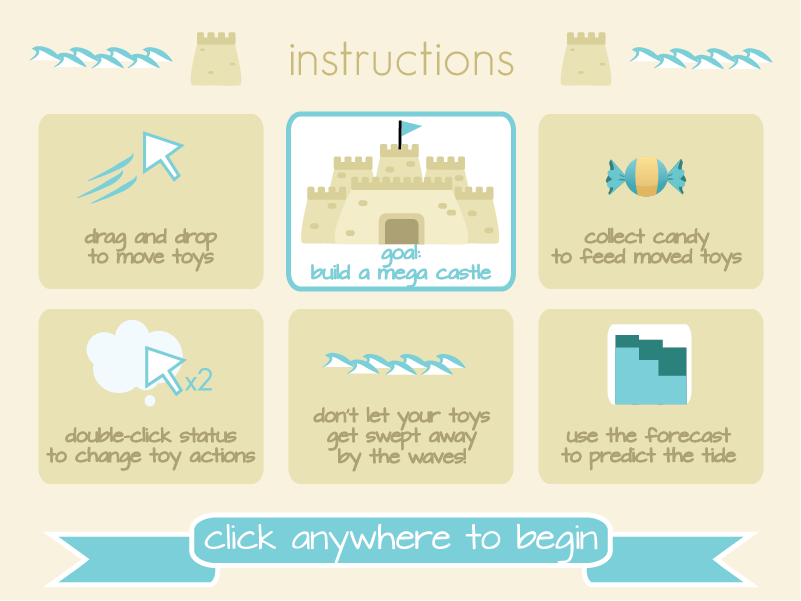 instructions
drag and drop
to move toys
goal:
build a mega castle
collect candy
to feed moved toys
x2
double-click status
to change toy actions
don't let your toys
get swept away
by the waves!
use the forecast
to predict the tide
click anywhere to begin